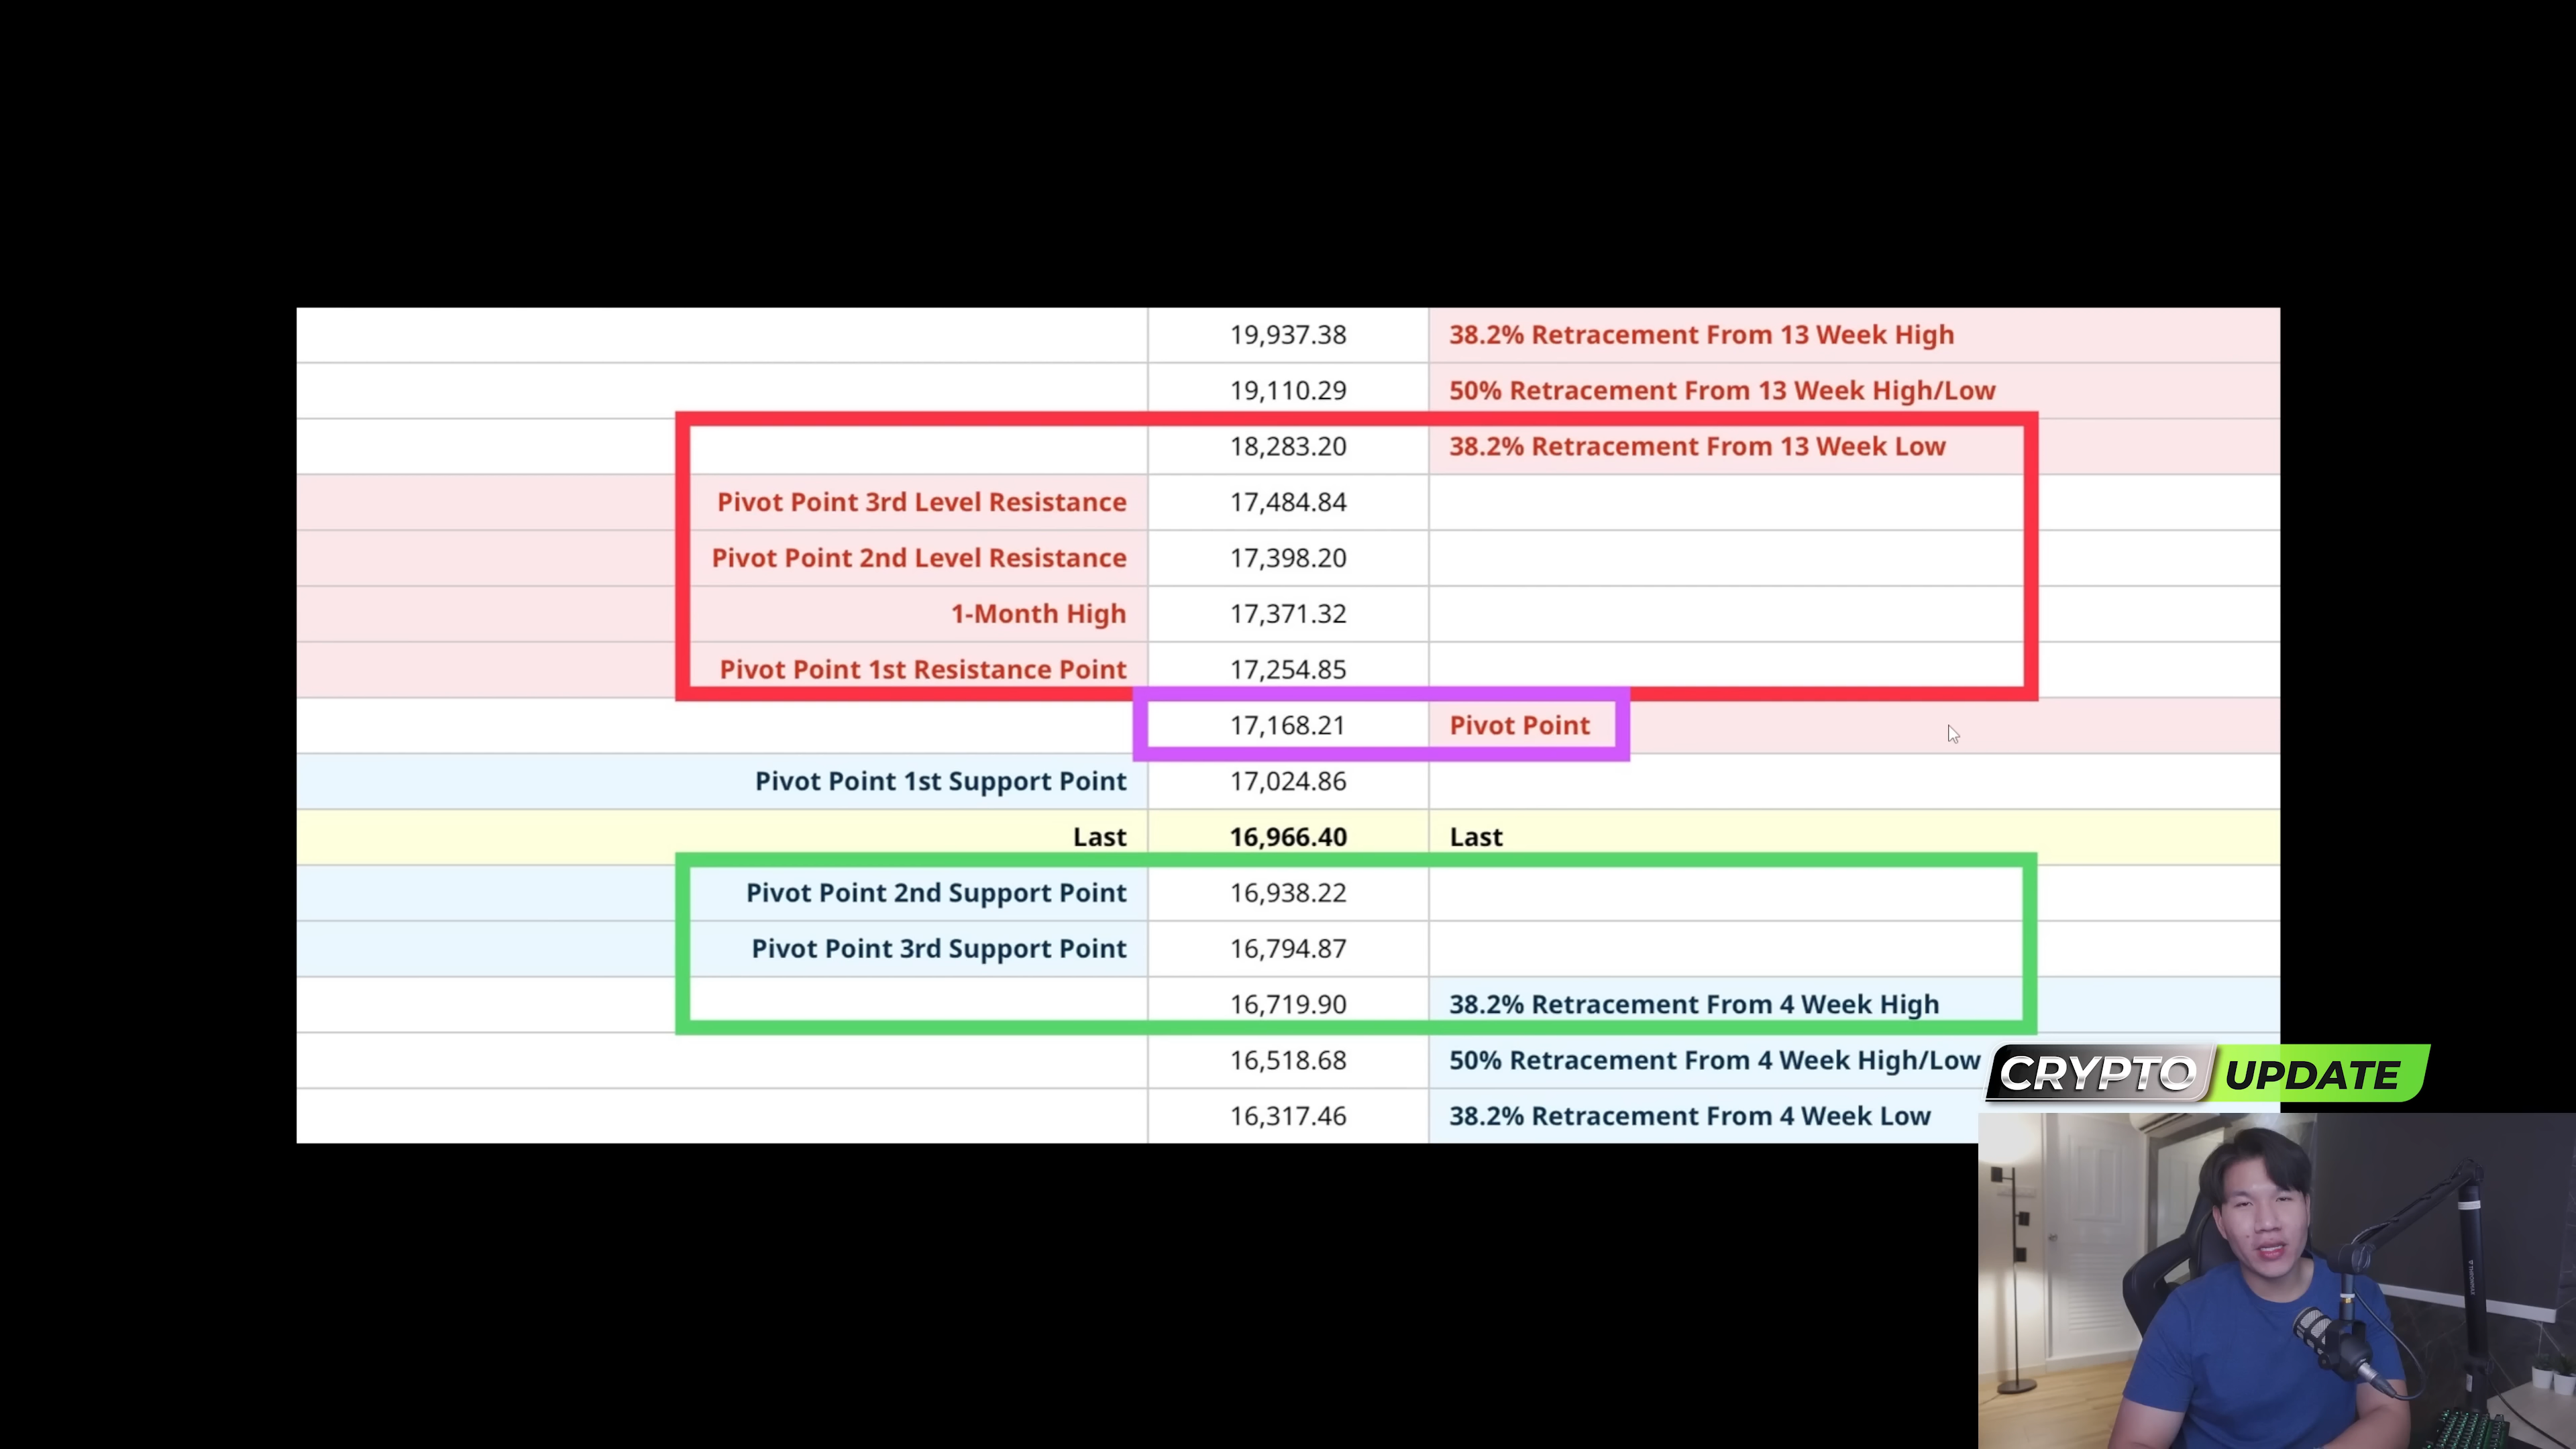 19,937.38 38.2% Retracement From 13 Week High
19,110.29 50% Retracement From 13 Week High/Low
18,283.20 38.2% Retracement From 13 Week Low
Pivot Point 3rd Level Resistance 17,484.84
Pivot Point 2nd Level Resistance 17,398.20
1-Month High 17,371.32
Pivot Point 1st Resistance Point 17,254.85
17,168.21 Pivot Point
Pivot Point 1st Support Point 17,024.86
Last 16,966.40 Last
Pivot Point 2nd Support Point 16,938.22
Pivot Point 3rd Support Point 16,794.87
16,719.90 38.2% Retracement From 4 Week High
16,518.68 50% Retracement From 4 Week High/Low
16,317.46 38.2% Retracement From 4 Week Low
CRYPTO UPDATE